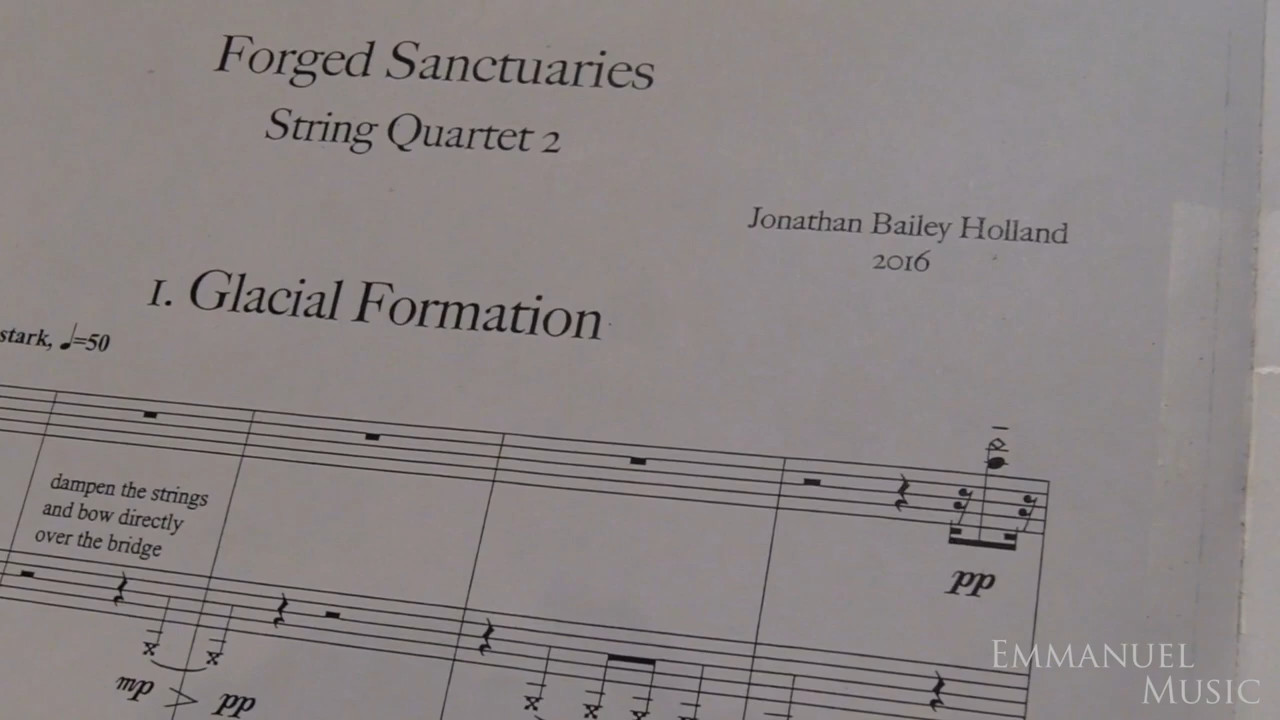 Forged Sanctuaries
String Quartet 2
Jonathan Bailey Holland
2016
1. Glacial Formation
stark, ♩=50
dampen the strings
and bow directly
over the bridge
pp
mp > pp
EMMANUEL
MUSIC